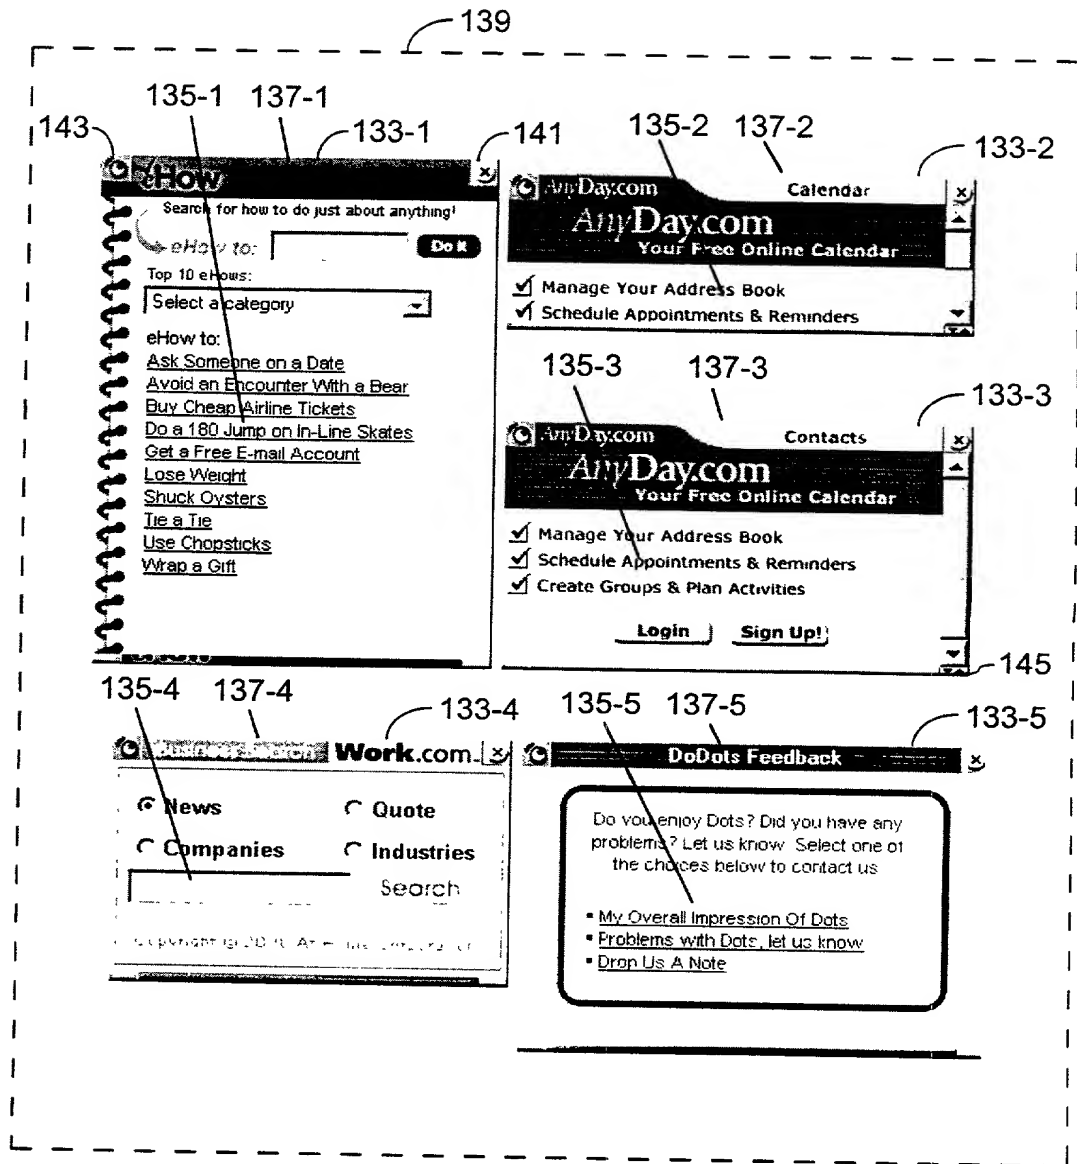 139
135-1 137-1
143 133-1 141
eHow
Search for how to do just about anything!
eHow to: Do it
Top 10 eHows:
Select a category
eHow to:
Ask Someone on a Date
Avoid an Encounter With a Bear
Buy Cheap Airline Tickets
Do a 180 Jump on In-Line Skates
Get a Free E-mail Account
Lose Weight
Shuck Oysters
Tie a Tie
Use Chopsticks
Wrap a Gift
135-2 137-2
133-2
AnyDay.com Calendar
AnyDay.com
Your Free Online Calendar
Manage Your Address Book
Schedule Appointments & Reminders
135-3 137-3
133-3
AnyDay.com Contacts
AnyDay.com
Your Free Online Calendar
Manage Your Address Book
Schedule Appointments & Reminders
Create Groups & Plan Activities
Login Sign Up!
145
135-4 137-4 133-4
Work.com
News Quote
Companies Industries
Search
Copyright
135-5 137-5 133-5
DoDots Feedback
Do you enjoy Dots? Did you have any
problems? Let us know. Select one of
the choices below to contact us
My Overall Impression Of Dots
Problems with Dots, let us know
Drop Us A Note